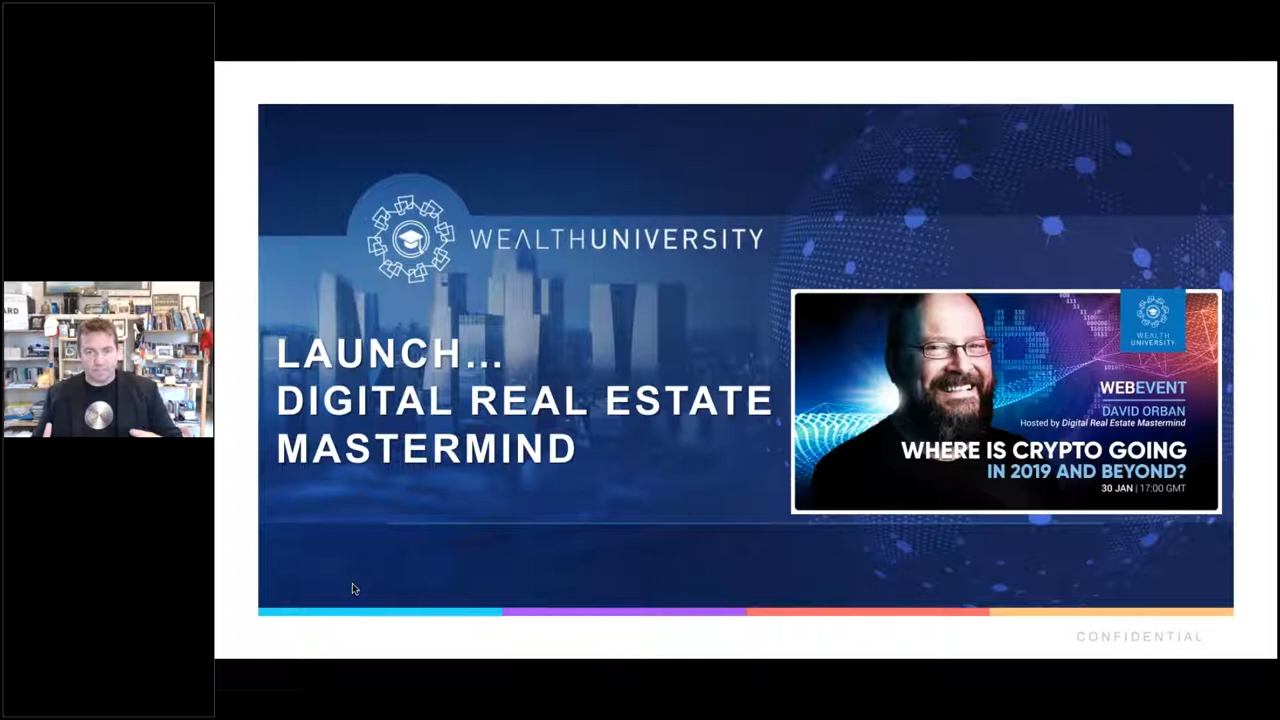 ARD
WEALTHUNIVERSITY
LAUNCH...
DIGITAL REAL ESTATE
MASTERMIND
WEALTH
UNIVERSITY
WEBEVENT
DAVID ORBAN
Hosted by Digital Real Estate Mastermind
WHERE IS CRYPTO GOING
IN 2019 AND BEYOND?
30 JAN | 17:00 GMT
CONFIDENTIAL